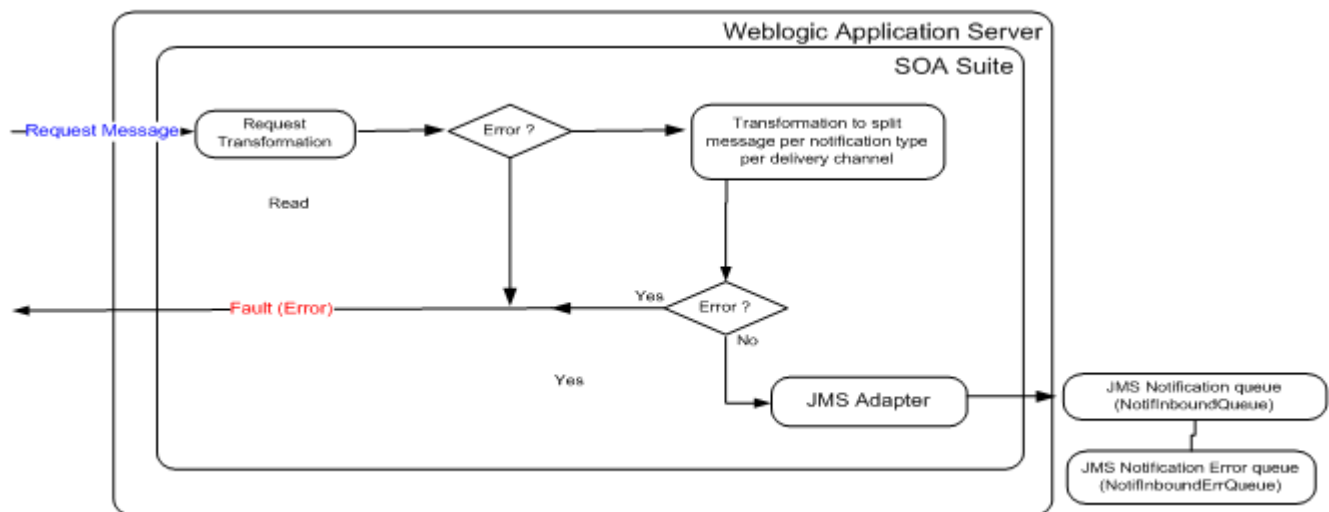 Weblogic Application Server
SOA Suite
Request Message
Request
Transformation
Error ?
Transformation to split
message per notification type
per delivery channel
Read
Fault (Error)
Yes
Error ?
No
Yes
JMS Adapter
JMS Notification queue
(NotifInboundQueue)
JMS Notification Error queue
(NotifInboundErrQueue)